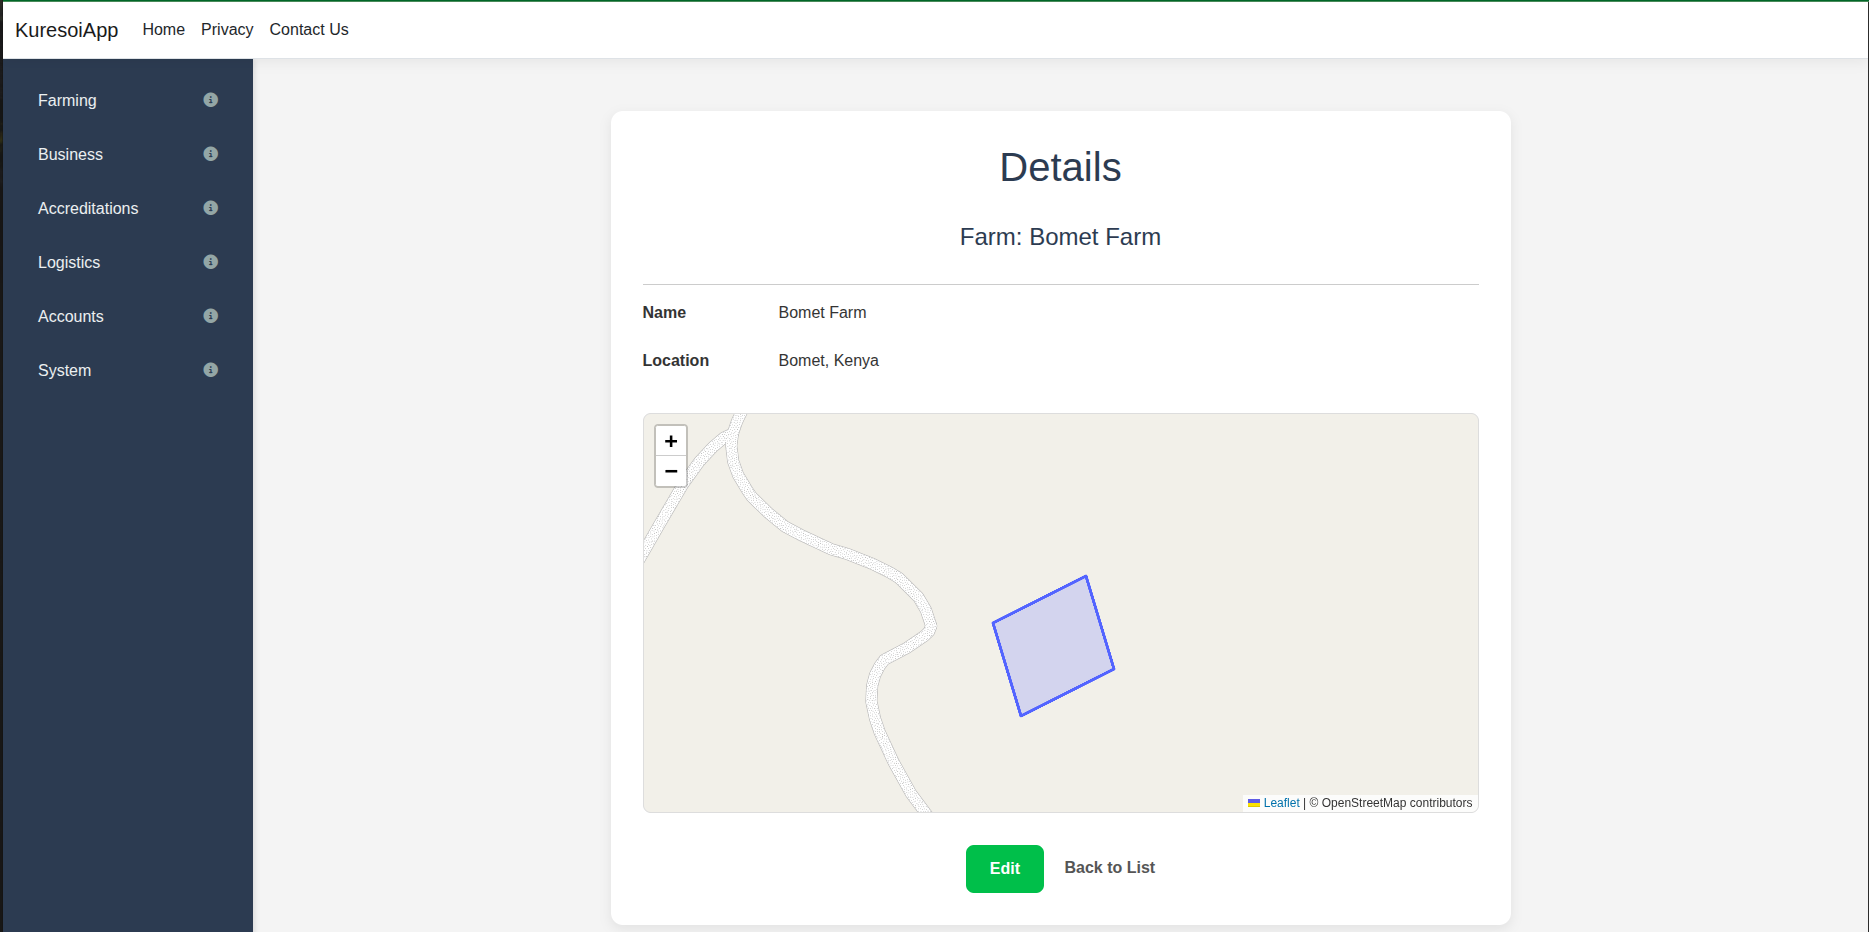 KuresoiApp Home Privacy Contact Us
Farming
Business
Accreditations
Logistics
Accounts
System
Details
Farm: Bomet Farm
Name Bomet Farm
Location Bomet, Kenya
+
−
Leaflet | © OpenStreetMap contributors
Edit Back to List